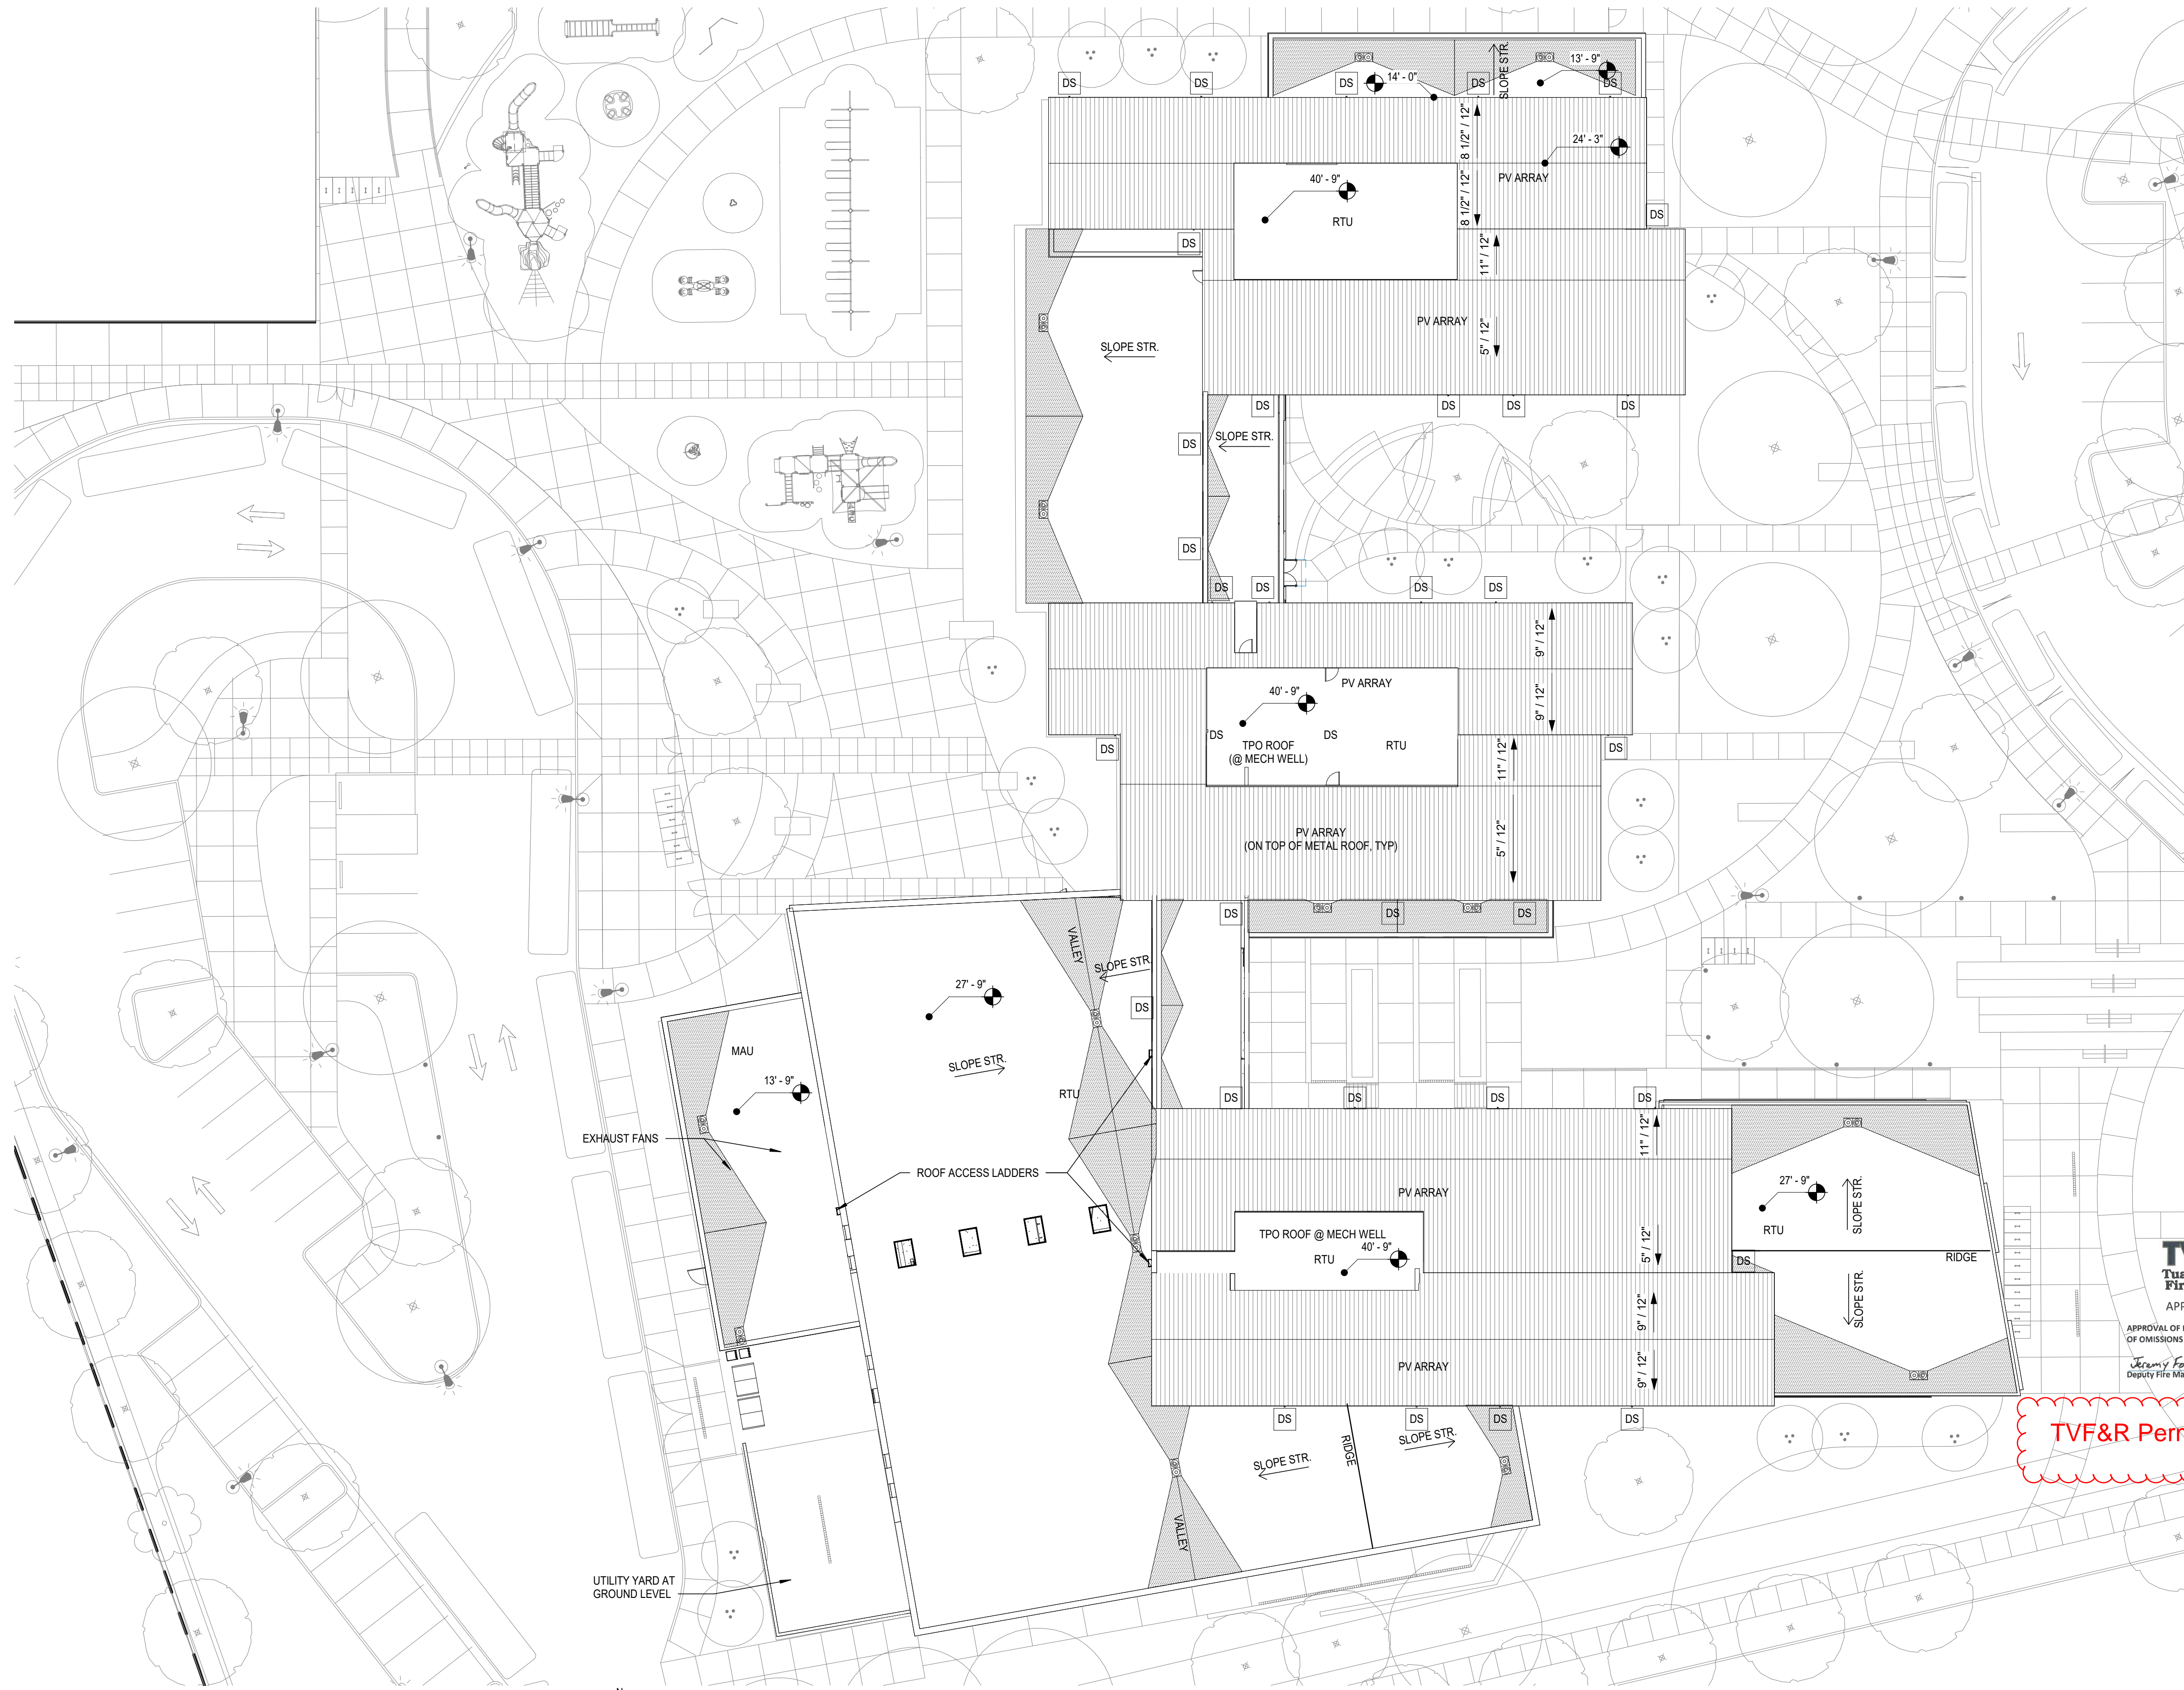 DS
DS
DS
14' - 0"
DS
SLOPE STR.
13' - 9"
DS
8 1/2" / 12"
24' - 3"
8 1/2" / 12"
PV ARRAY
40' - 9"
RTU
DS
DS
11" / 12"
PV ARRAY
5" / 12"
SLOPE STR.
DS
DS
DS
DS
DS
SLOPE STR.
DS
DS
DS
DS
DS
9" / 12"
9" / 12"
PV ARRAY
40' - 9"
DS
DS
TPO ROOF
(@ MECH WELL)
RTU
DS
DS
11" / 12"
5" / 12"
PV ARRAY
(ON TOP OF METAL ROOF, TYP)
DS
DS
DS
VALLEY
SLOPE STR.
27' - 9"
DS
MAU
SLOPE STR.
13' - 9"
RTU
DS
DS
DS
DS
EXHAUST FANS
ROOF ACCESS LADDERS
11" / 12"
PV ARRAY
27' - 9"
RTU
SLOPE STR.
TPO ROOF @ MECH WELL
RTU
40' - 9"
5" / 12"
DS
RIDGE
SLOPE STR.
9" / 12"
9" / 12"
PV ARRAY
DS
DS
DS
DS
RIDGE
SLOPE STR.
SLOPE STR.
VALLEY
UTILITY YARD AT
GROUND LEVEL
APPROVAL OF
OF OMISSIONS
Jeremy
Deputy Fire
TVF&R
N